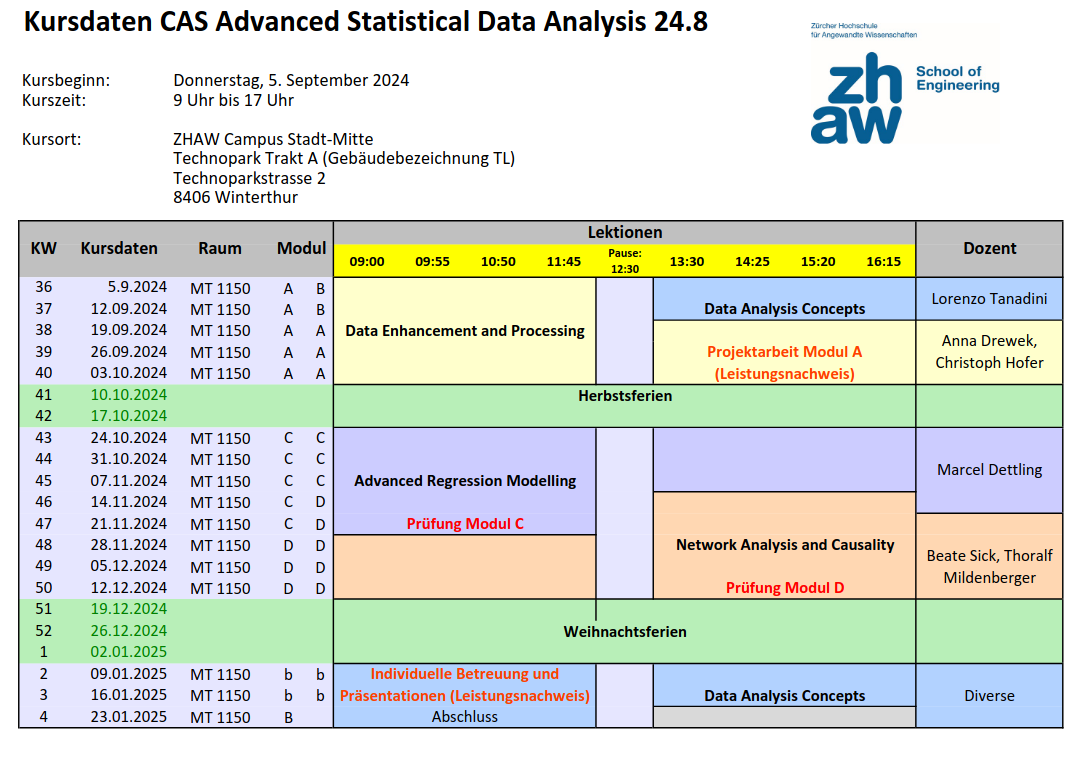 Kursdaten CAS Advanced Statistical Data Analysis 24.8
Zürcher Hochschule
für Angewandte Wissenschaften
zhaw
School of
Engineering
Kursbeginn: Donnerstag, 5. September 2024
Kurszeit: 9 Uhr bis 17 Uhr
Kursort: ZHAW Campus Stadt-Mitte
Technopark Trakt A (Gebäudebezeichnung TL)
Technoparkstrasse 2
8406 Winterthur
KW Kursdaten Raum Modul Lektionen Dozent
09:00 09:55 10:50 11:45 Pause: 12:30 13:30 14:25 15:20 16:15
36 5.9.2024 MT 1150 A B Lorenzo Tanadini
37 12.09.2024 MT 1150 A B Data Analysis Concepts
38 19.09.2024 MT 1150 A A Data Enhancement and Processing
39 26.09.2024 MT 1150 A A Projektarbeit Modul A Anna Drewek,
40 03.10.2024 MT 1150 A A (Leistungsnachweis) Christoph Hofer
41 10.10.2024 Herbstsferien
42 17.10.2024
43 24.10.2024 MT 1150 C C
44 31.10.2024 MT 1150 C C Marcel Dettling
45 07.11.2024 MT 1150 C C Advanced Regression Modelling
46 14.11.2024 MT 1150 C D
47 21.11.2024 MT 1150 C D Prüfung Modul C
48 28.11.2024 MT 1150 D D Network Analysis and Causality
49 05.12.2024 MT 1150 D D Beate Sick, Thoralf
50 12.12.2024 MT 1150 D D Prüfung Modul D Mildenberger
51 19.12.2024
52 26.12.2024 Weihnachtsferien
1 02.01.2025
2 09.01.2025 MT 1150 b b Individuelle Betreuung und
3 16.01.2025 MT 1150 b b Präsentationen (Leistungsnachweis) Data Analysis Concepts Diverse
4 23.01.2025 MT 1150 B Abschluss